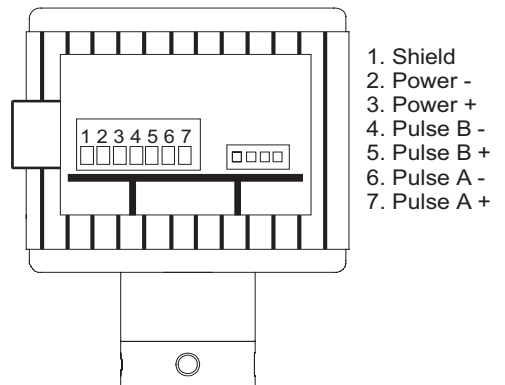 1 2 3 4 5 6 7
1. Shield
2. Power -
3. Power +
4. Pulse B -
5. Pulse B +
6. Pulse A -
7. Pulse A +